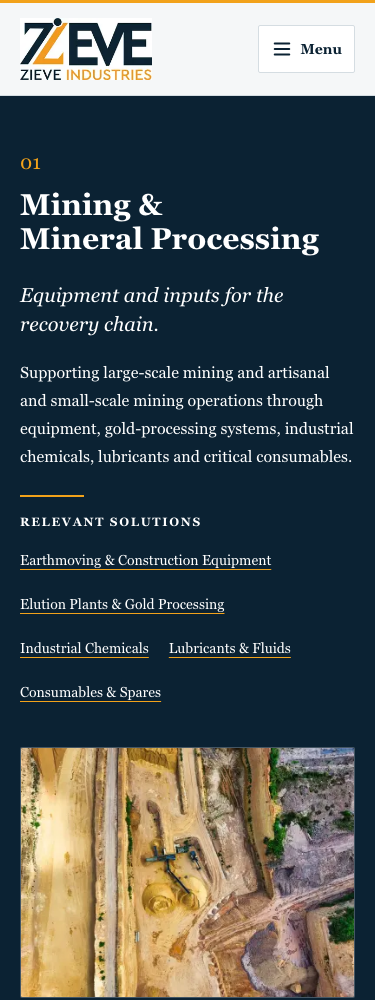 ZIEVE
ZIEVE INDUSTRIES
Menu
01
Mining &
Mineral Processing
Equipment and inputs for the
recovery chain.
Supporting large-scale mining and artisanal
and small-scale mining operations through
equipment, gold-processing systems, industrial
chemicals, lubricants and critical consumables.
RELEVANT SOLUTIONS
Earthmoving & Construction Equipment
Elution Plants & Gold Processing
Industrial Chemicals Lubricants & Fluids
Consumables & Spares